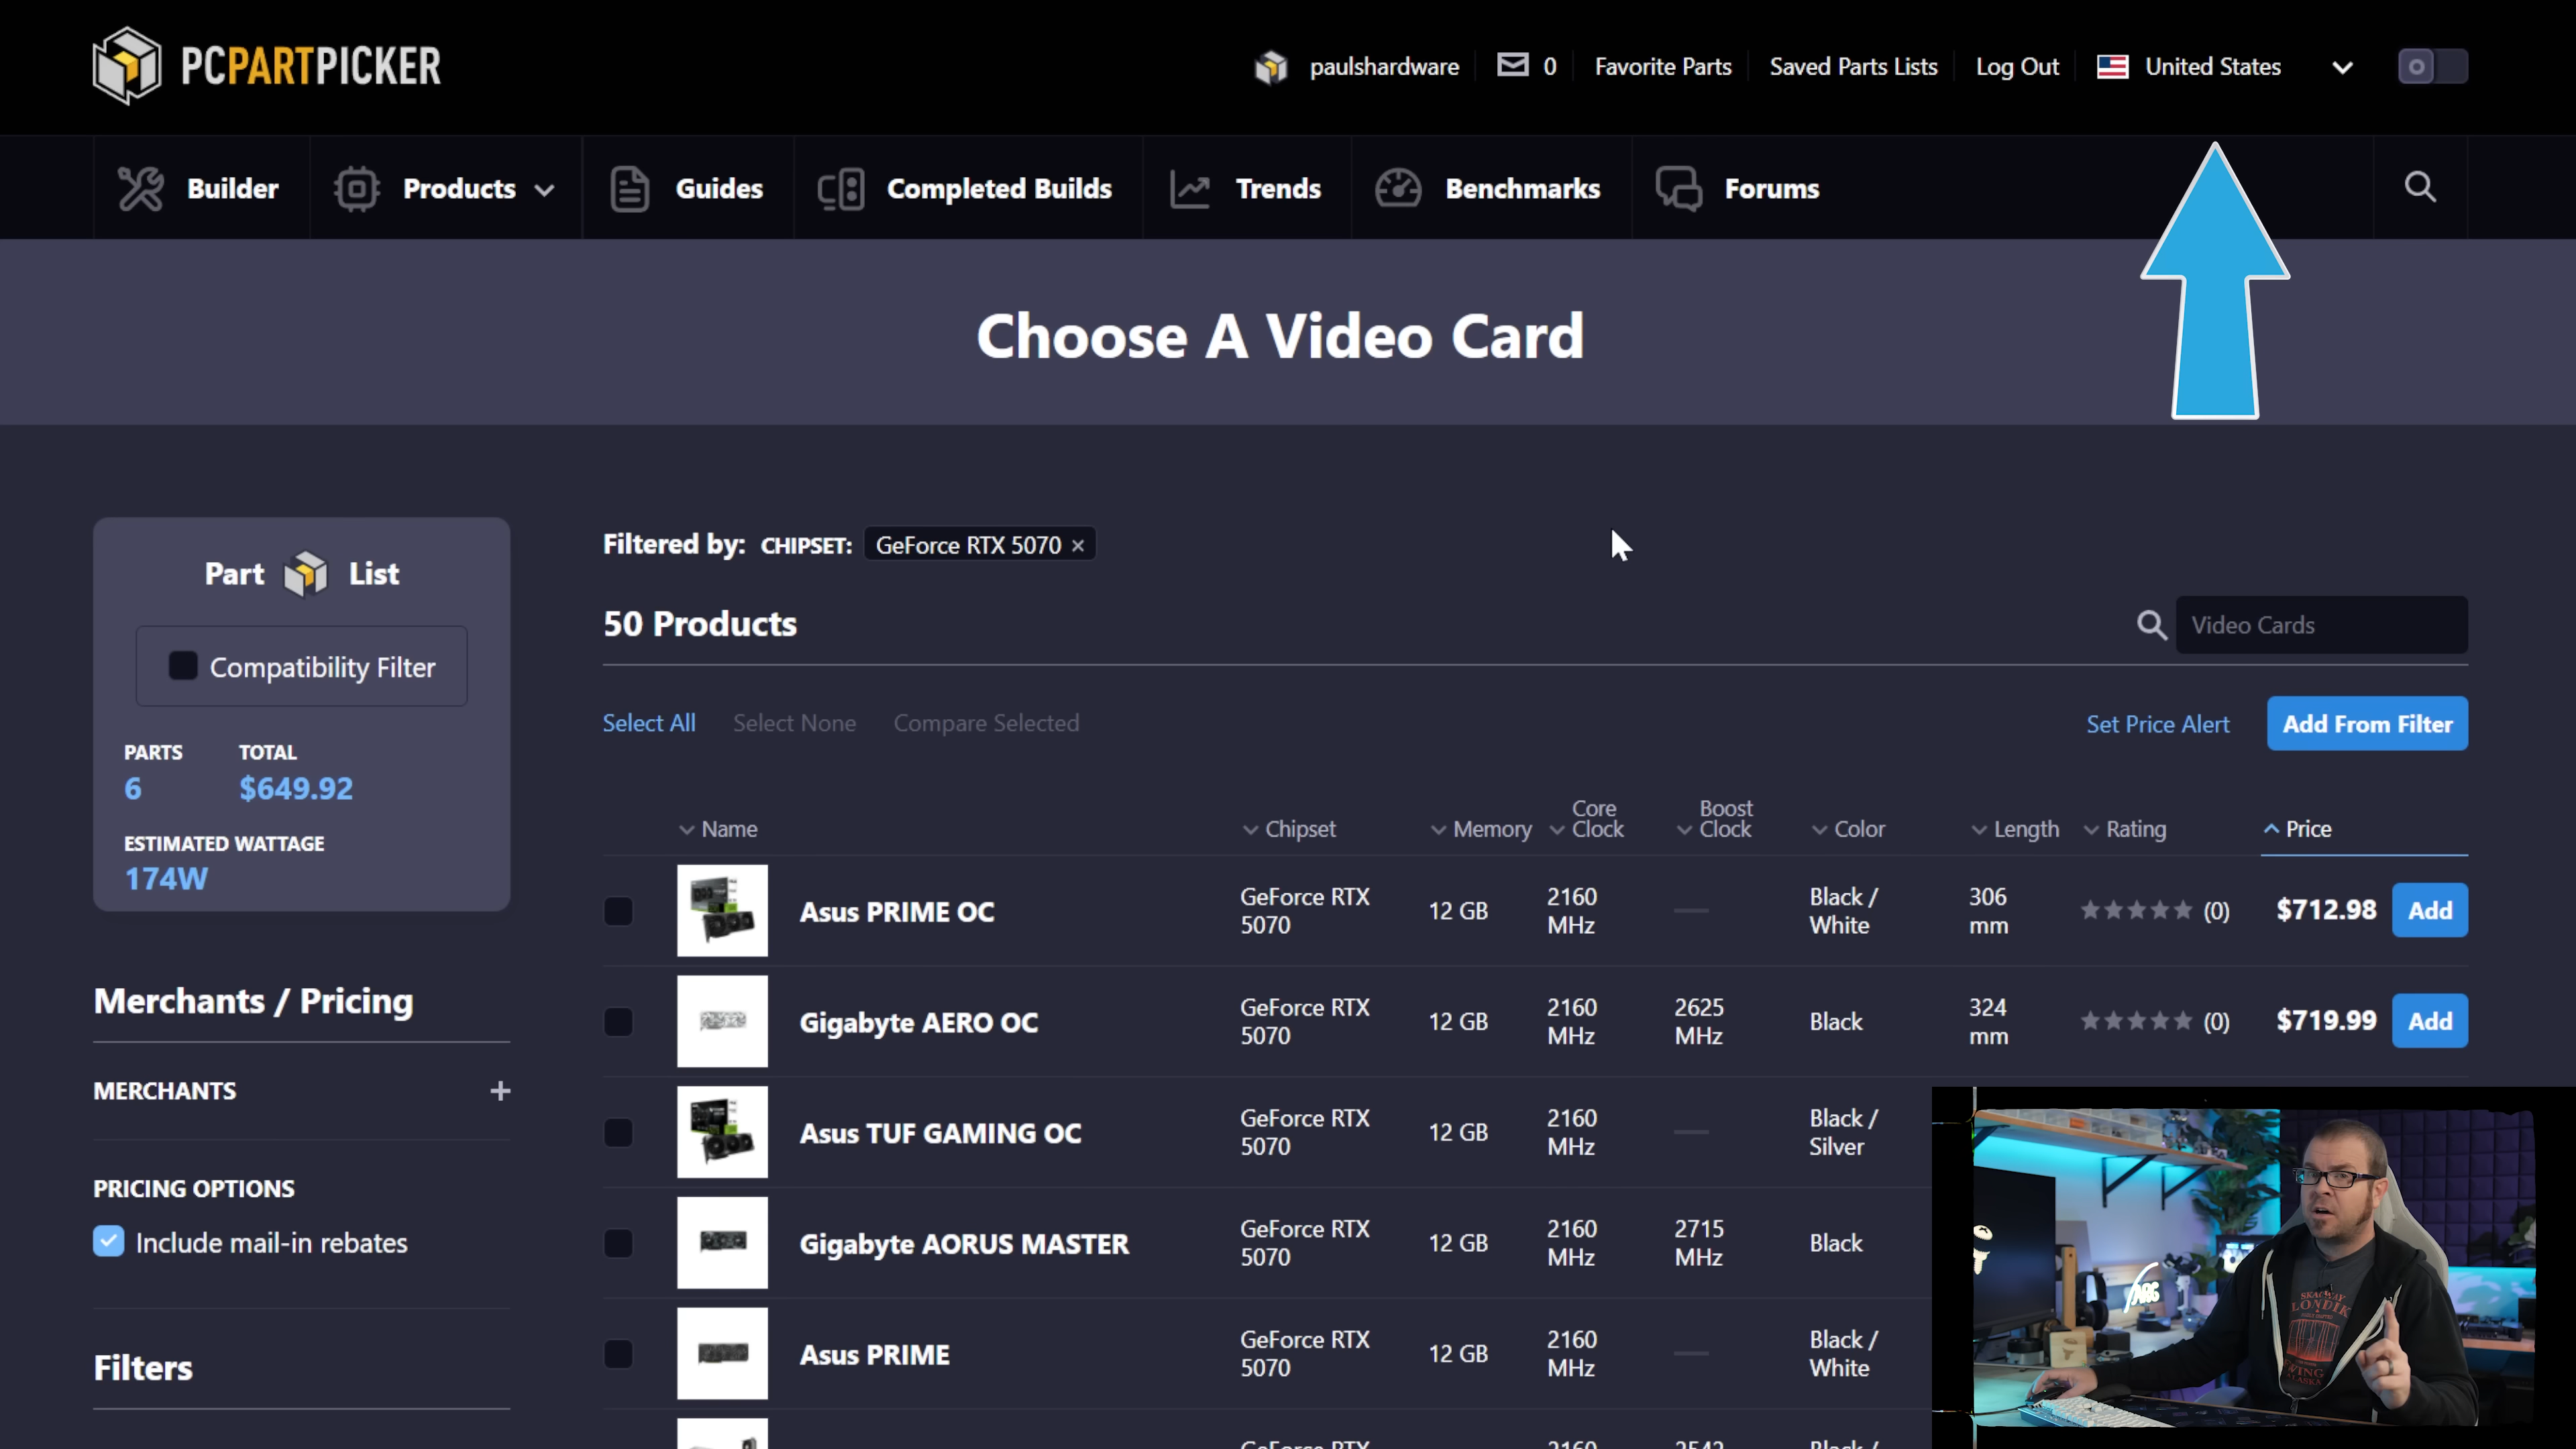 PCPARTPICKER
paulshardware 0 Favorite Parts Saved Parts Lists Log Out United States
Builder Products Guides Completed Builds Trends Benchmarks Forums
Choose A Video Card
Part List
Compatibility Filter
PARTS TOTAL
6 $649.92
ESTIMATED WATTAGE
174W
Merchants / Pricing
MERCHANTS +
PRICING OPTIONS
Include mail-in rebates
Filters
Filtered by: CHIPSET: GeForce RTX 5070 ×
50 Products
Video Cards
Select All Select None Compare Selected
Set Price Alert Add From Filter
Name Chipset Memory Core Clock Boost Clock Color Length Rating Price
Asus PRIME OC GeForce RTX 5070 12 GB 2160 MHz — Black / White 306 mm (0) $712.98 Add
Gigabyte AERO OC GeForce RTX 5070 12 GB 2160 MHz 2625 MHz Black 324 mm (0) $719.99 Add
Asus TUF GAMING OC GeForce RTX 5070 12 GB 2160 MHz — Black / Silver
Gigabyte AORUS MASTER GeForce RTX 5070 12 GB 2160 MHz 2715 MHz Black
Asus PRIME GeForce RTX 5070 12 GB 2160 MHz — Black / White
GeForce RTX 2160 2542 Black /